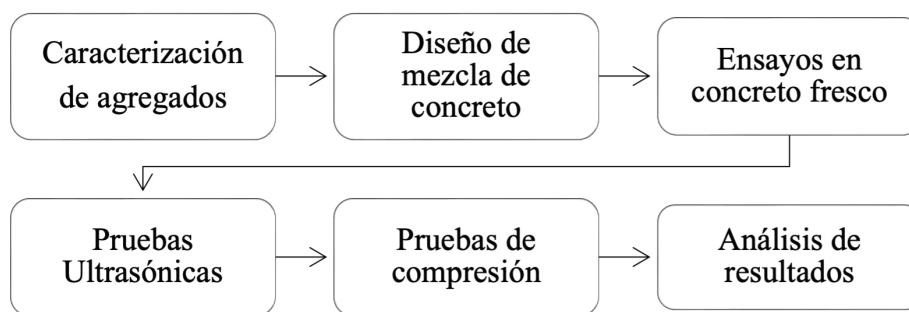 Caracterización
de agregados
Diseño de
mezcla de
concreto
Ensayos en
concreto fresco
Pruebas
Ultrasónicas
Pruebas de
compresión
Análisis de
resultados